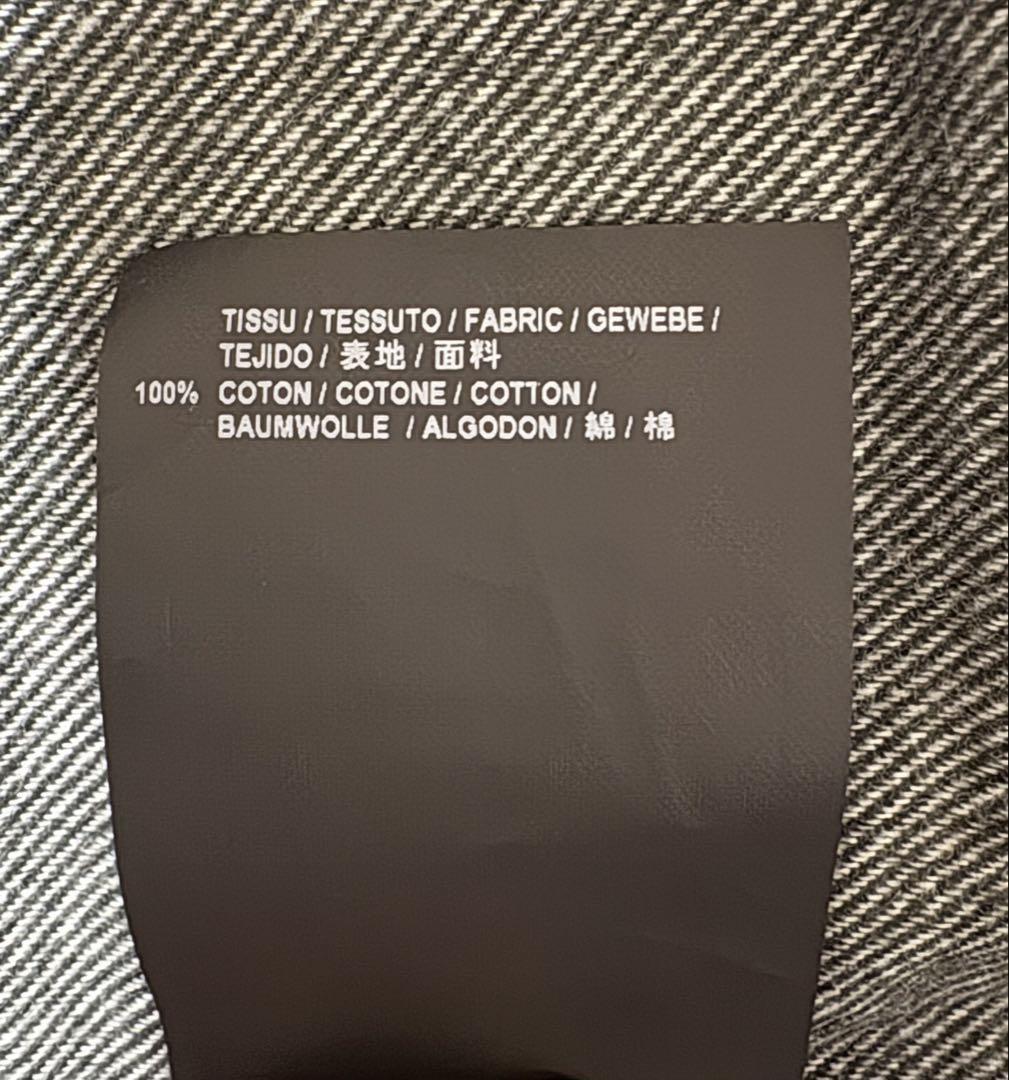 TISSU / TESSUTO / FABRIC / GEWEBE /
TEJIDO / 表地 / 面料
100% COTON / COTONE / COTTON /
BAUMWOLLE / ALGODON / 綿 / 棉